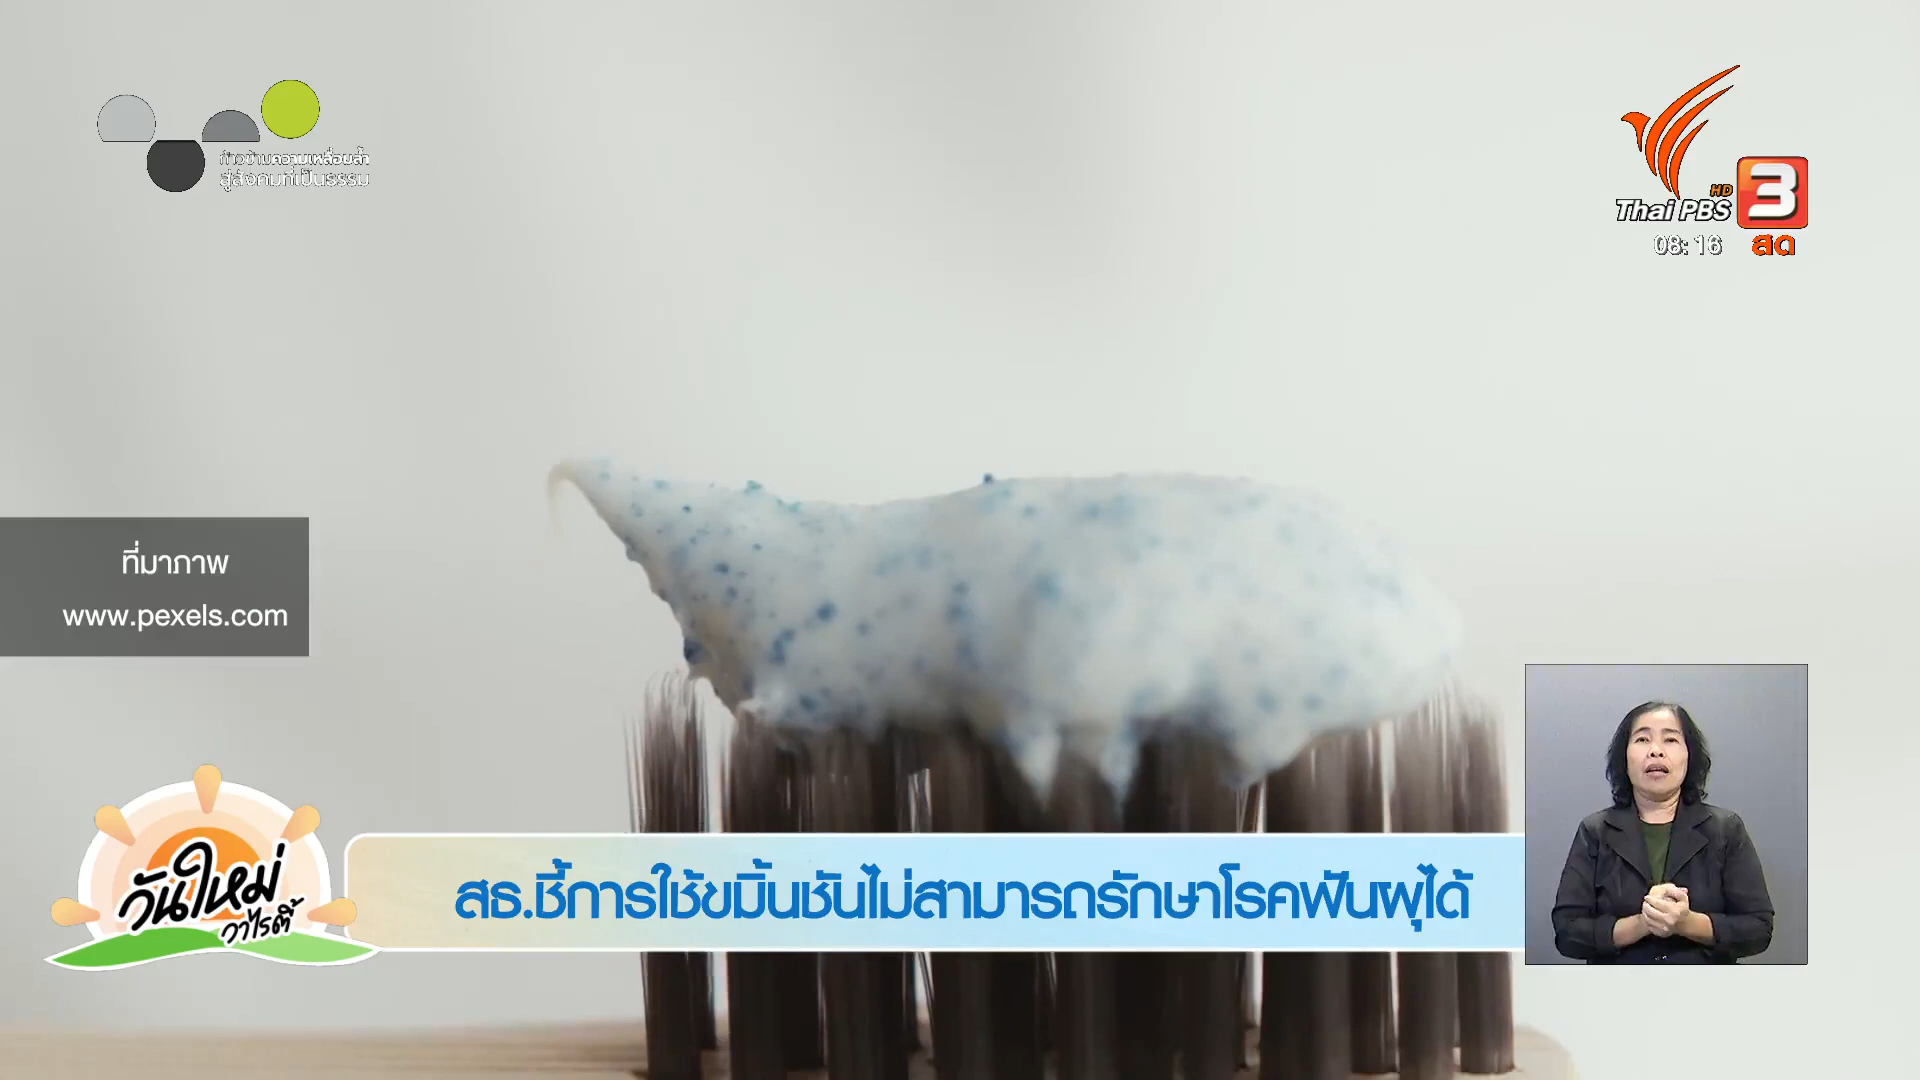 ก้าวข้ามความเหลื่อมล้ำ
สู่สังคมที่เป็นธรรม
HD
Thai PBS 3
08:16 สด
ที่มาภาพ
www.pexels.com
วันใหม่
วาไรตี้
สธ.ชี้การใช้ขมิ้นชันไม่สามารถรักษาโรคฟันผุได้